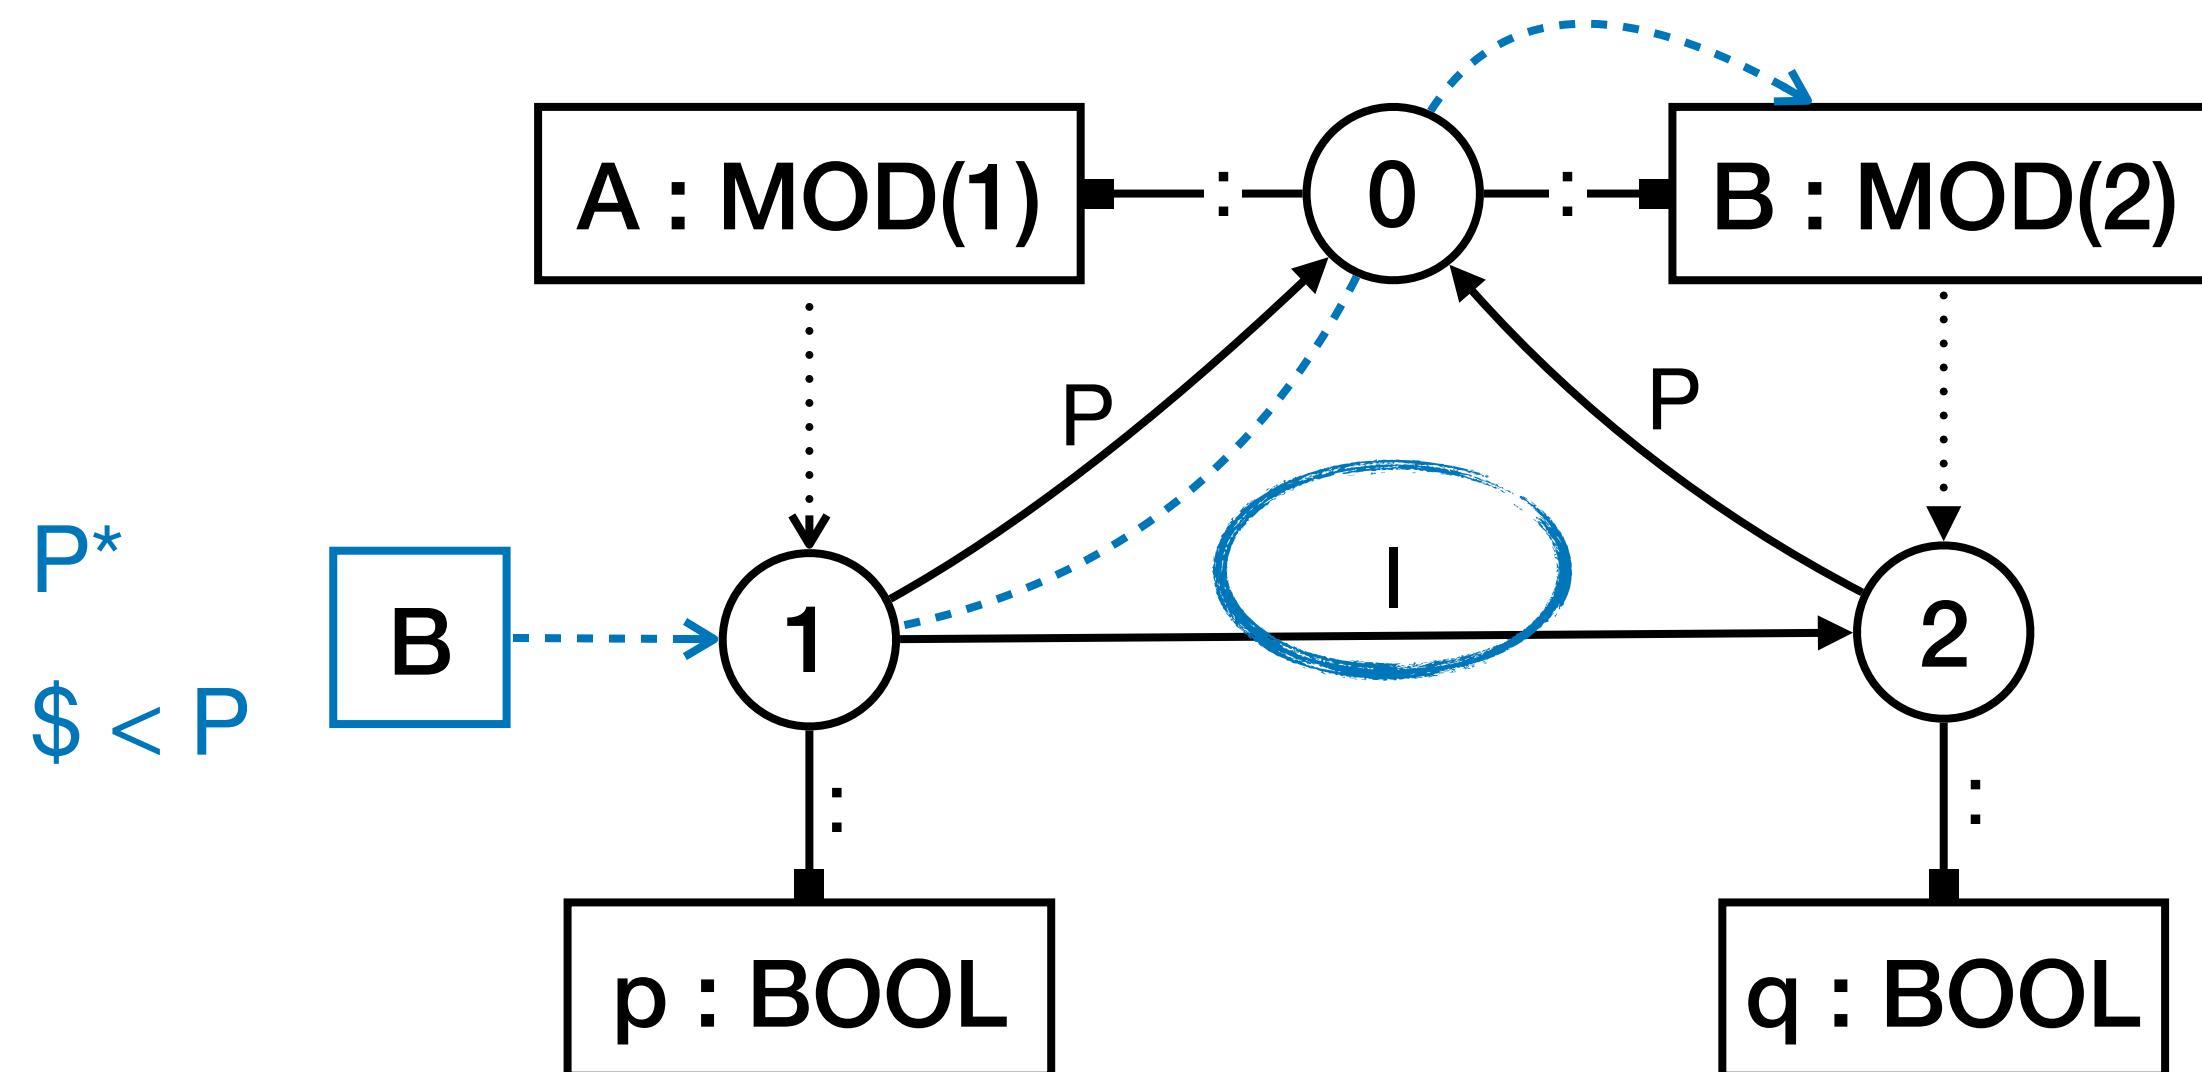 A : MOD(1)
:
0
:
B : MOD(2)
P
P
P*
B
1
I
2
$ < P
:
:
p : BOOL
q : BOOL